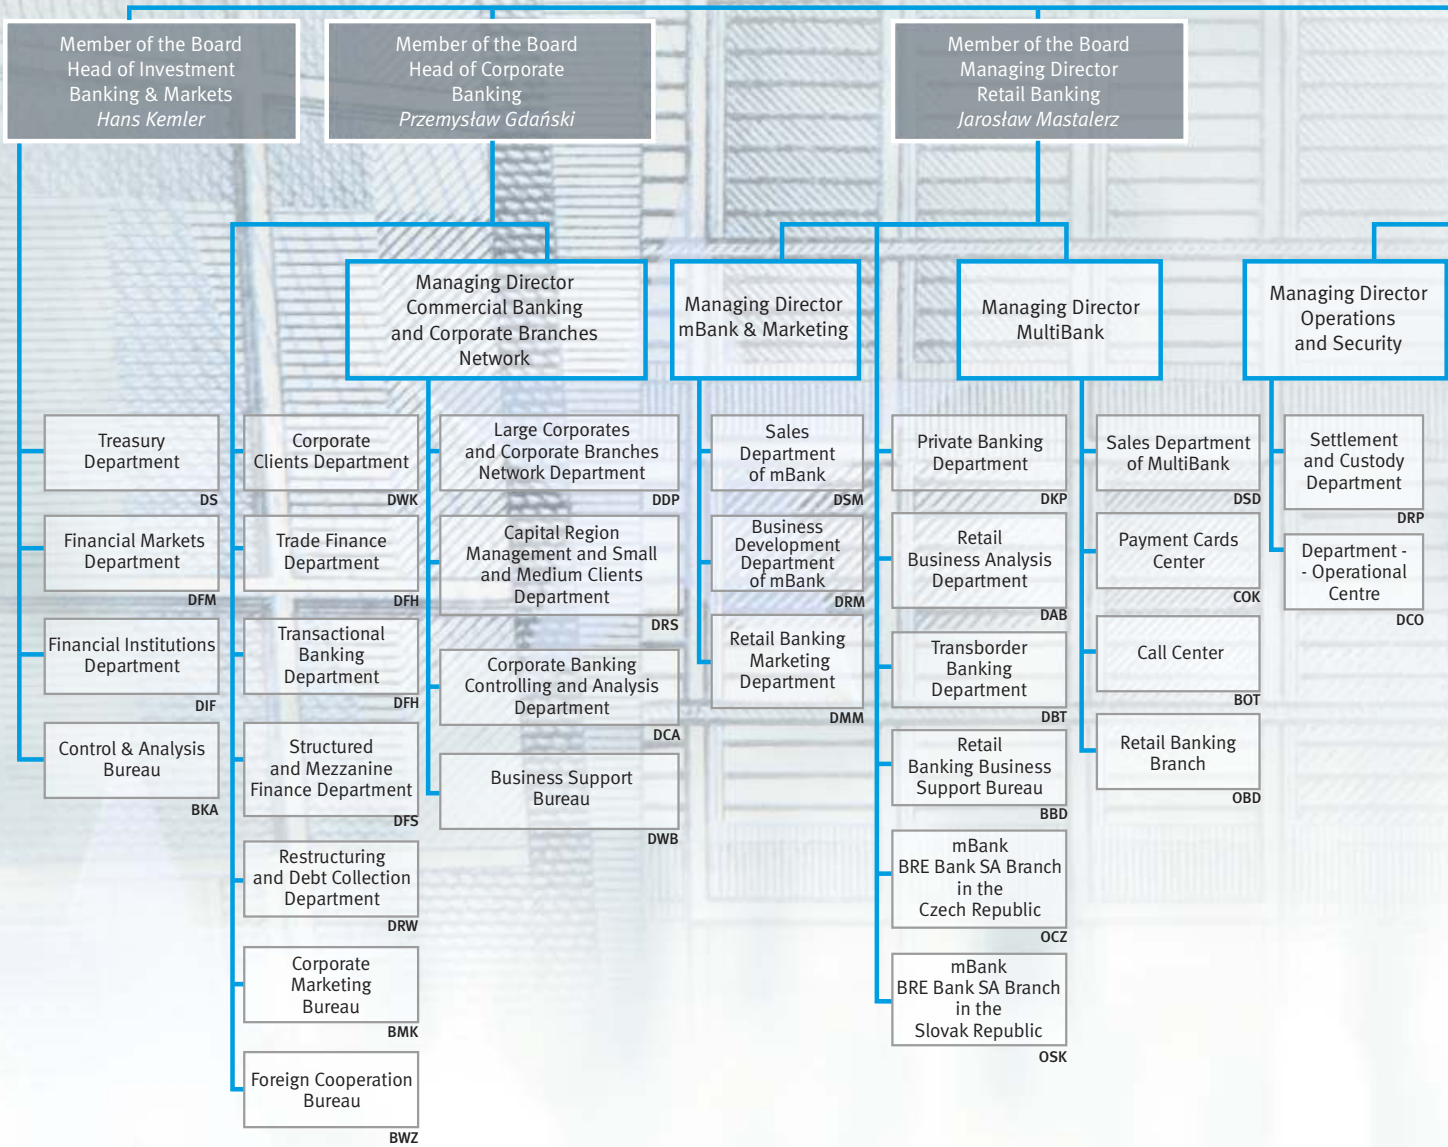 Member of the Board
Head of Investment
Banking & Markets
Hans Kemler
Member of the Board
Head of Corporate
Banking
Przemysław Gdański
Member of the Board
Managing Director
Retail Banking
Jarosław Mastalerz
Managing Director
Commercial Banking
and Corporate Branches
Network
Managing Director
mBank & Marketing
Managing Director
MultiBank
Managing Director
Operations
and Security
Treasury
Department
DS
Financial Markets
Department
DFM
Financial Institutions
Department
DIF
Control & Analysis
Bureau
BKA
Corporate
Clients Department
DWK
Trade Finance
Department
DFH
Transactional
Banking
Department
DFH
Structured
and Mezzanine
Finance Department
DFS
Restructuring
and Debt Collection
Department
DRW
Corporate
Marketing
Bureau
BMK
Foreign Cooperation
Bureau
BWZ
Large Corporates
and Corporate Branches
Network Department
DDP
Capital Region
Management and Small
and Medium Clients
Department
DRS
Corporate Banking
Controlling and Analysis
Department
DCA
Business Support
Bureau
DWB
Sales
Department
of mBank
DSM
Business
Development
Department
of mBank
DRM
Retail Banking
Marketing
Department
DMM
Private Banking
Department
DKP
Retail
Business Analysis
Department
DAB
Transborder
Banking
Department
DBT
Retail
Banking Business
Support Bureau
BBD
mBank
BRE Bank SA Branch
in the
Czech Republic
OCZ
mBank
BRE Bank SA Branch
in the
Slovak Republic
OSK
Sales Department
of MultiBank
DSD
Payment Cards
Center
COK
Call Center
BOT
Retail Banking
Branch
OBD
Settlement
and Custody
Department
DRP
Department -
- Operational
Centre
DCO